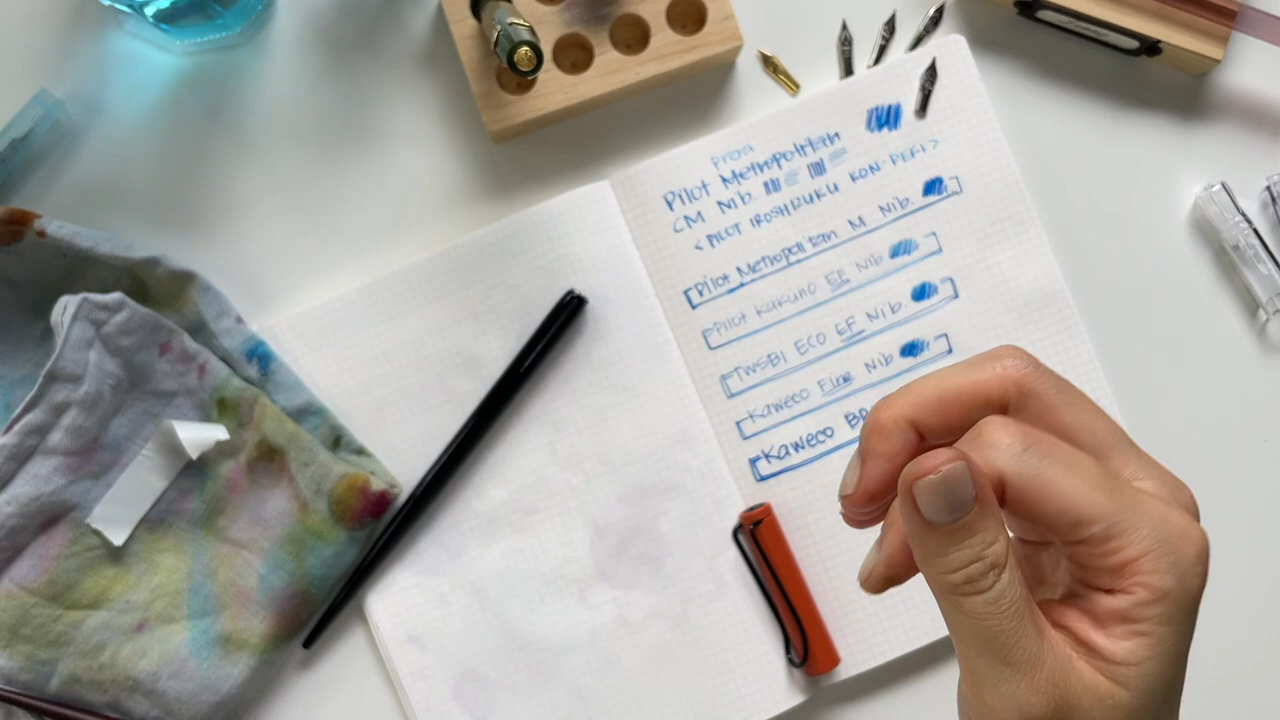 Prera
Pilot Metropolitan
<M Nib.
<PILOT IROSHIZUKU KON-PEKI>
Pilot Metropolitan M Nib.
Pilot Kakuno EF Nib
TWSBI ECO EF Nib.
Kaweco Fine Nib
Kaweco